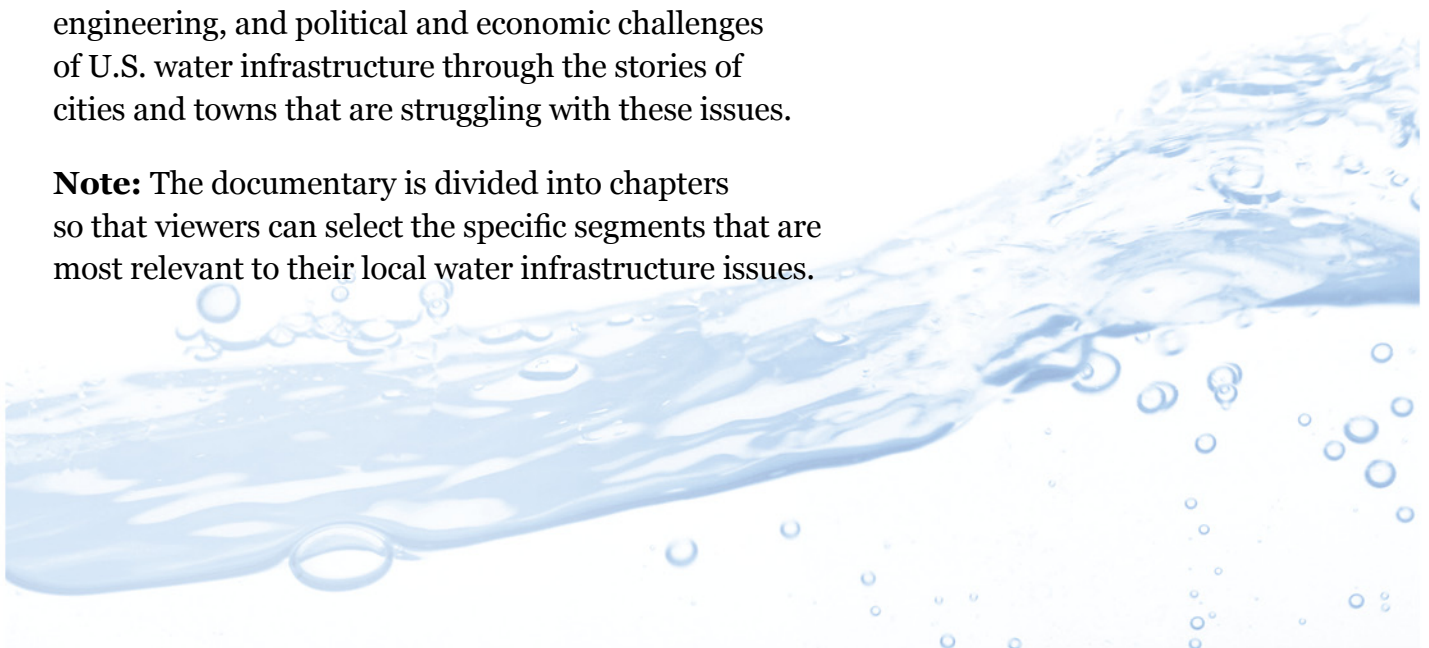 engineering, and political and economic challenges
of U.S. water infrastructure through the stories of
cities and towns that are struggling with these issues.
Note: The documentary is divided into chapters
so that viewers can select the specific segments that are
most relevant to their local water infrastructure issues.